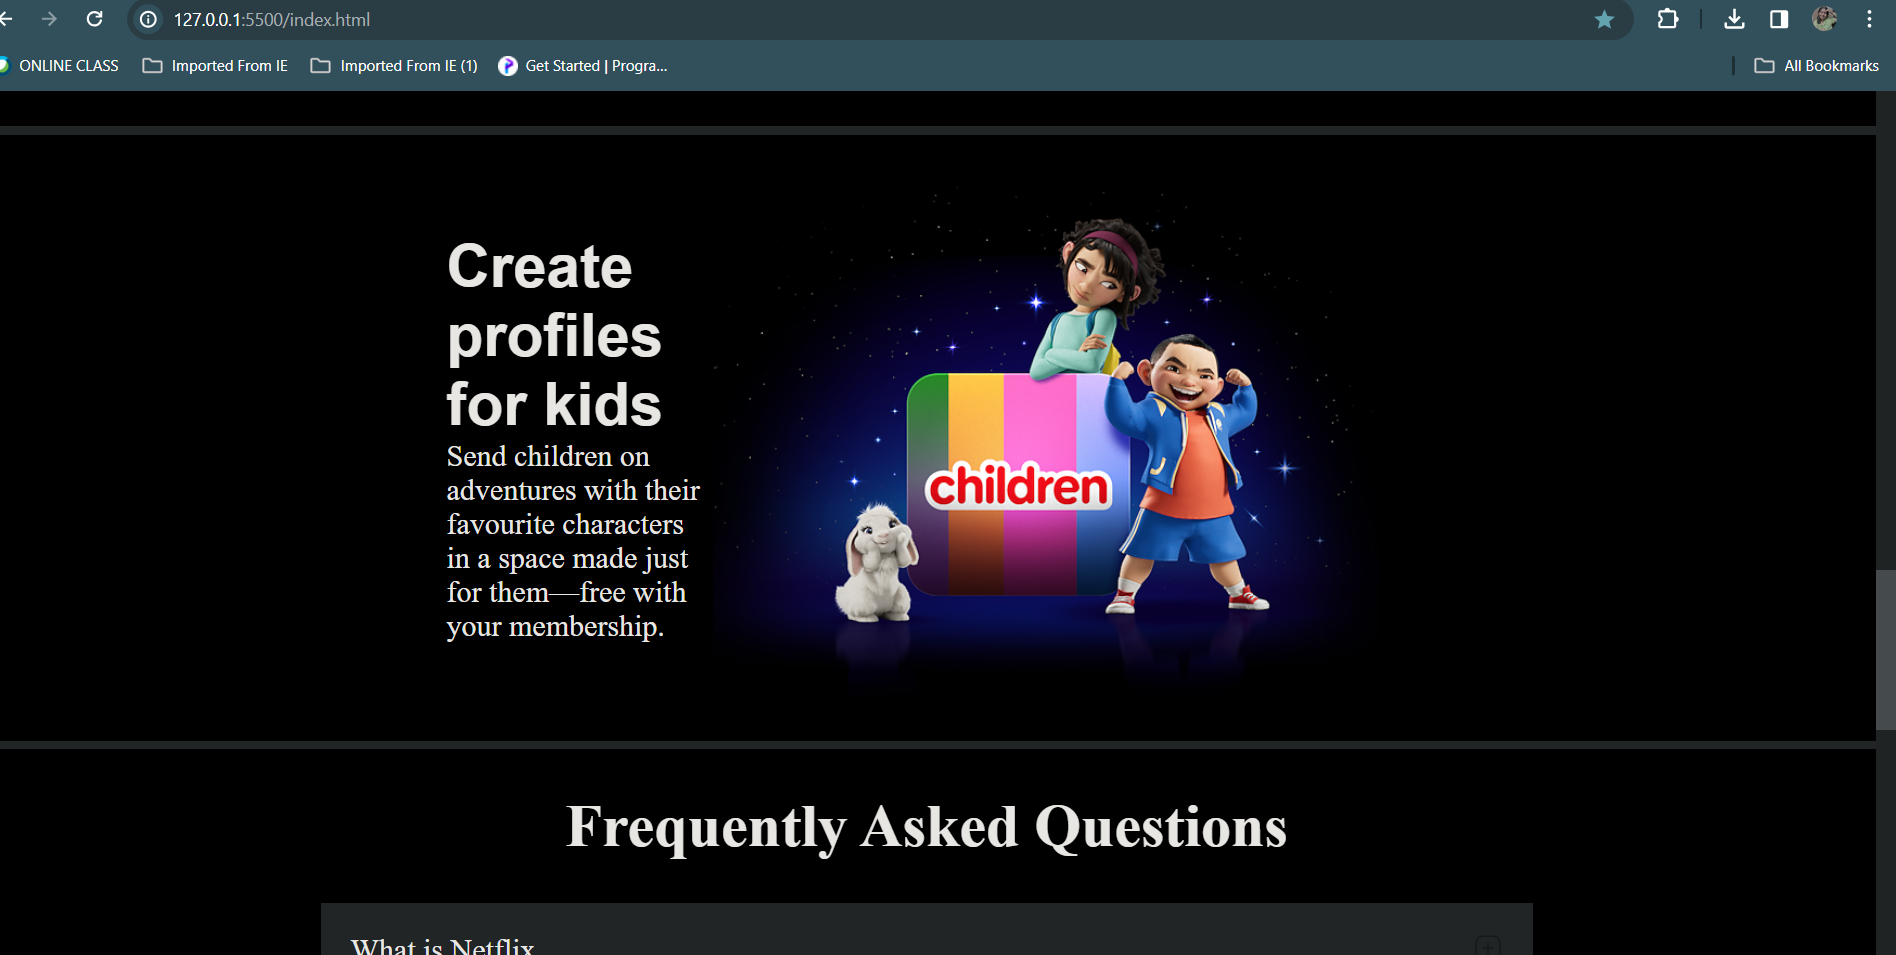 127.0.0.1:5500/index.html
ONLINE CLASS
Imported From IE
Imported From IE (1)
Get Started | Progra...
All Bookmarks
Create
profiles
for kids
Send children on
adventures with their
favourite characters
in a space made just
for them—free with
your membership.
children
Frequently Asked Questions
What is Netflix